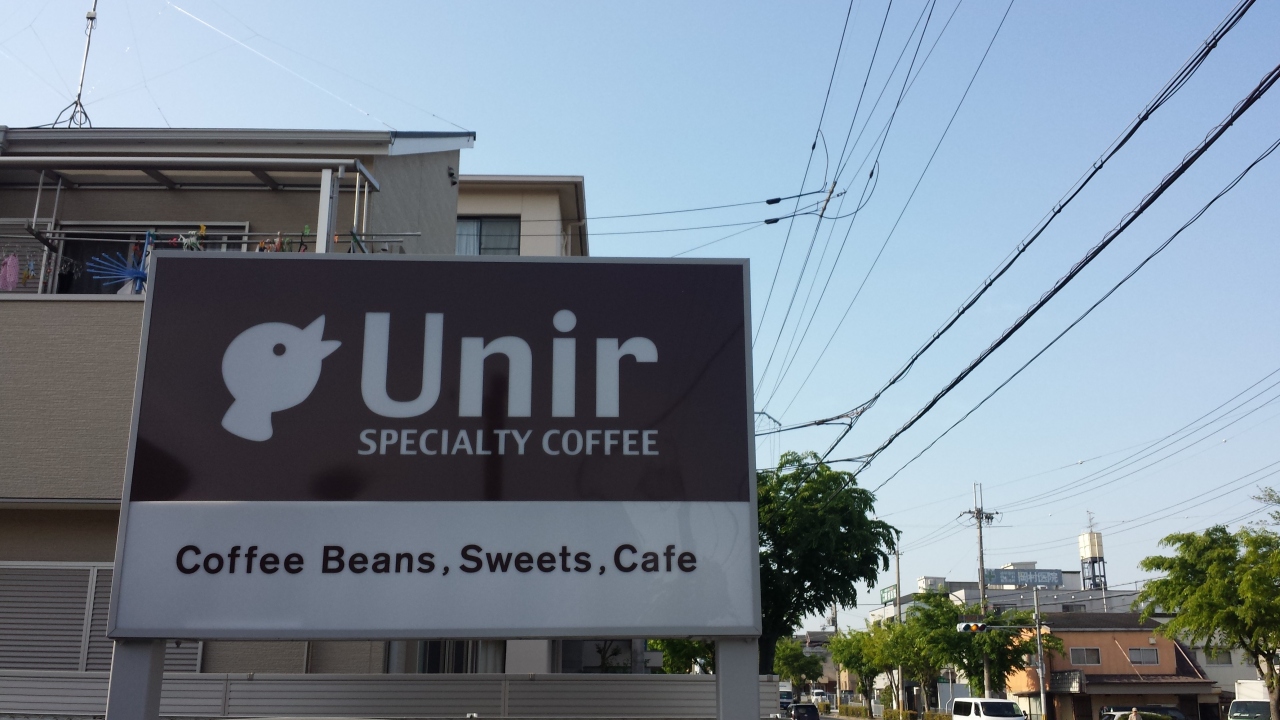 Unir
SPECIALTY COFFEE
Coffee Beans, Sweets, Cafe